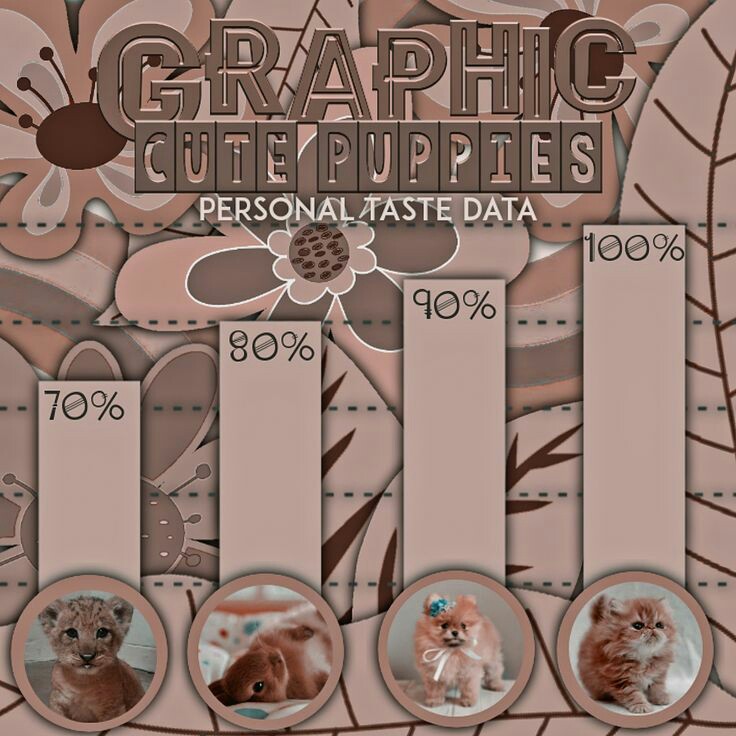 GRAPHIC
CUTE PUPPIES
PERSONAL TASTE DATA
100%
90%
80%
70%